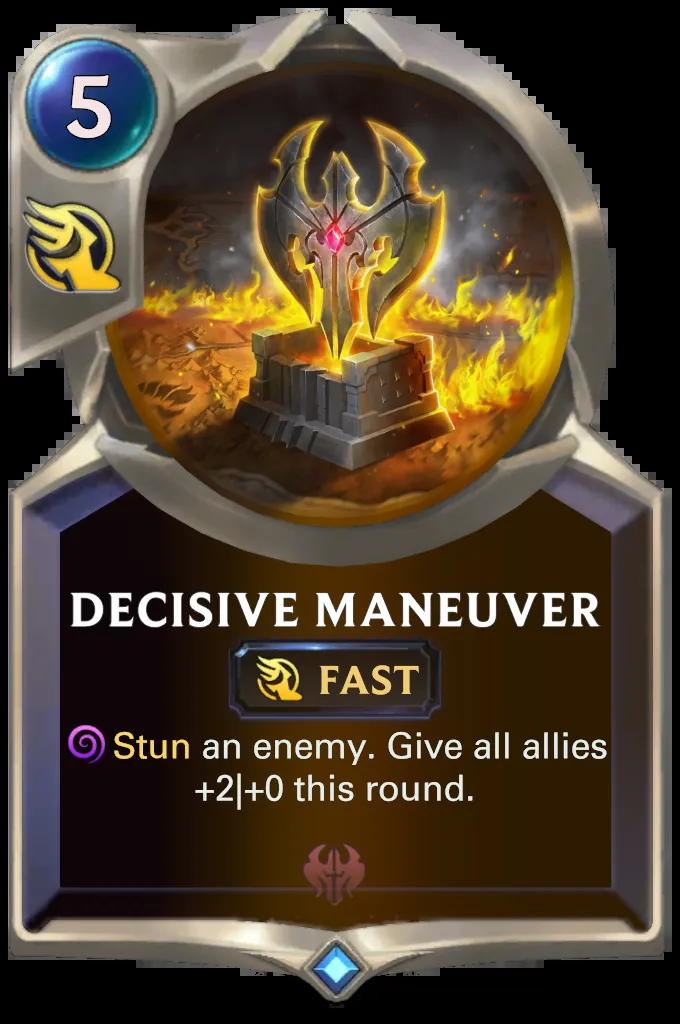 5
DECISIVE MANEUVER
FAST
Stun an enemy. Give all allies
+2|+0 this round.